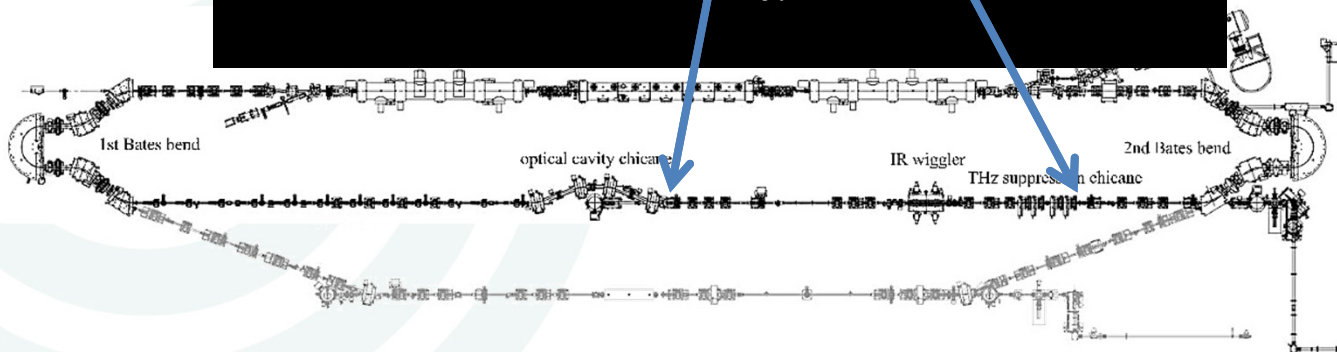 1st Bates bend
2nd Bates bend
optical cavity chicane
IR wiggler
THz suppression chicane